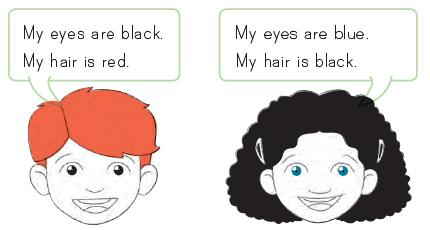 My eyes are black.
My hair is red.
My eyes are blue.
My hair is black.